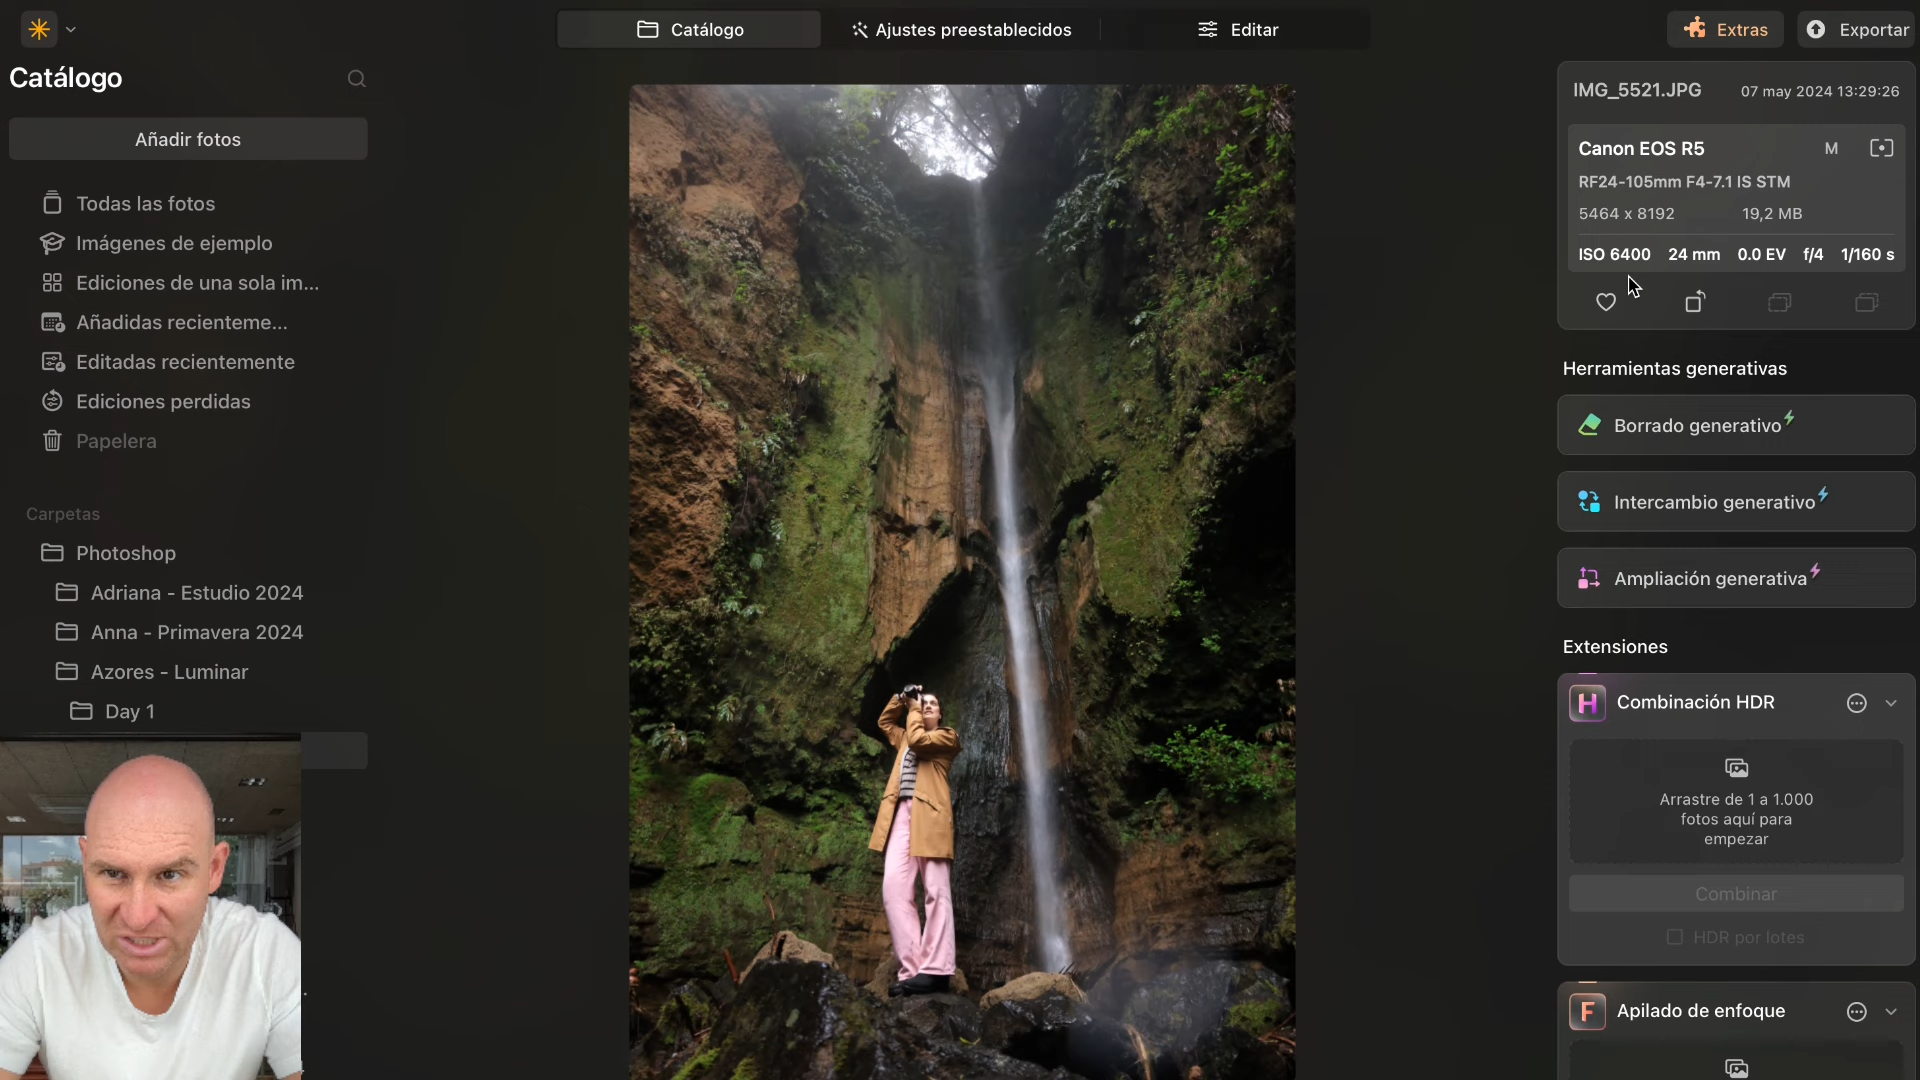 Catálogo
Ajustes preestablecidos
Editar
Extras
Exportar
Catálogo
Añadir fotos
Todas las fotos
Imágenes de ejemplo
Ediciones de una sola im...
Añadidas recienteme...
Editadas recientemente
Ediciones perdidas
Papelera
Carpetas
Photoshop
Adriana - Estudio 2024
Anna - Primavera 2024
Azores - Luminar
Day 1
IMG_5521.JPG
07 may 2024 13:29:26
Canon EOS R5
M
RF24-105mm F4-7.1 IS STM
5464 x 8192
19,2 MB
ISO 6400
24 mm
0.0 EV
f/4
1/160 s
Herramientas generativas
Borrado generativo
Intercambio generativo
Ampliación generativa
Extensiones
H
Combinación HDR
Arrastre de 1 a 1.000
fotos aquí para
empezar
Combinar
HDR por lotes
F
Apilado de enfoque